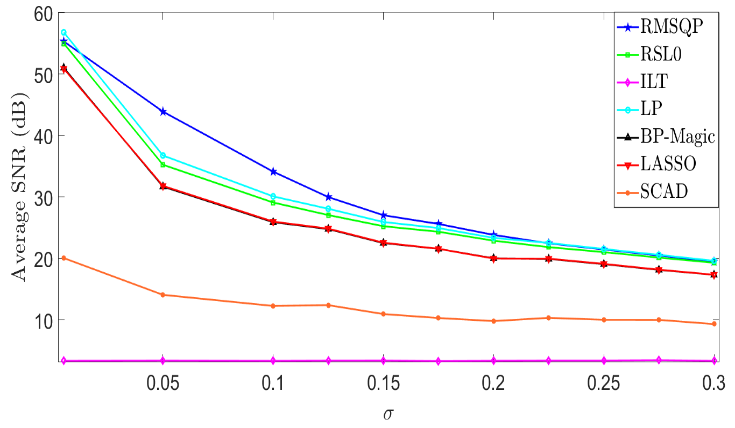 60
50
40
30
20
10
Average SNR (dB)
RMSQP
RSL0
ILT
LP
BP-Magic
LASSO
SCAD
0.05 0.1 0.15 0.2 0.25 0.3
σ